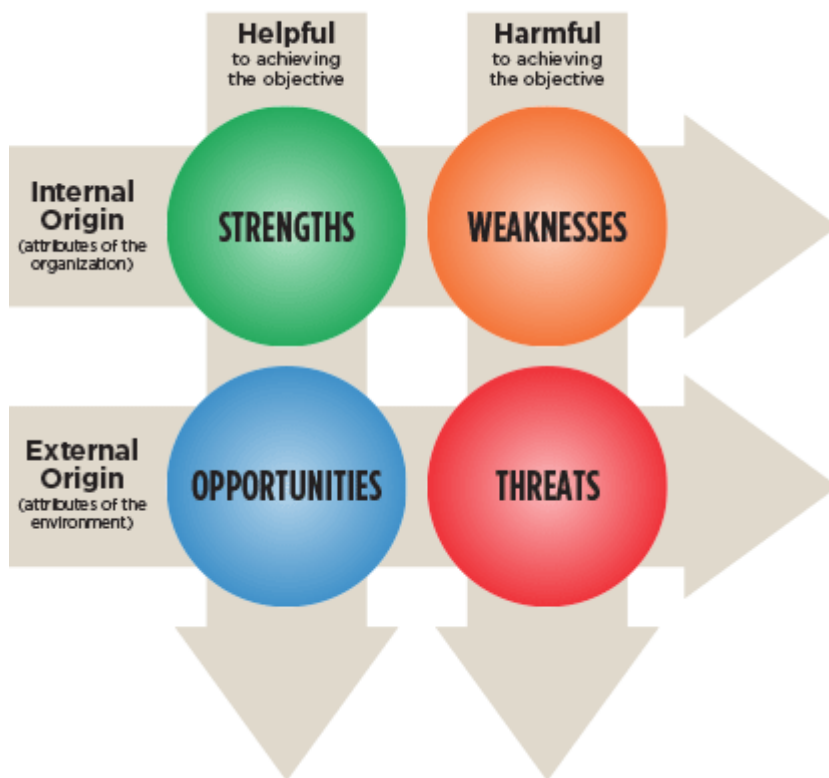 Helpful
to achieving
the objective
Harmful
to achieving
the objective
Internal
Origin
(attributes of the
organization)
STRENGTHS
WEAKNESSES
External
Origin
(attributes of the
environment)
OPPORTUNITIES
THREATS